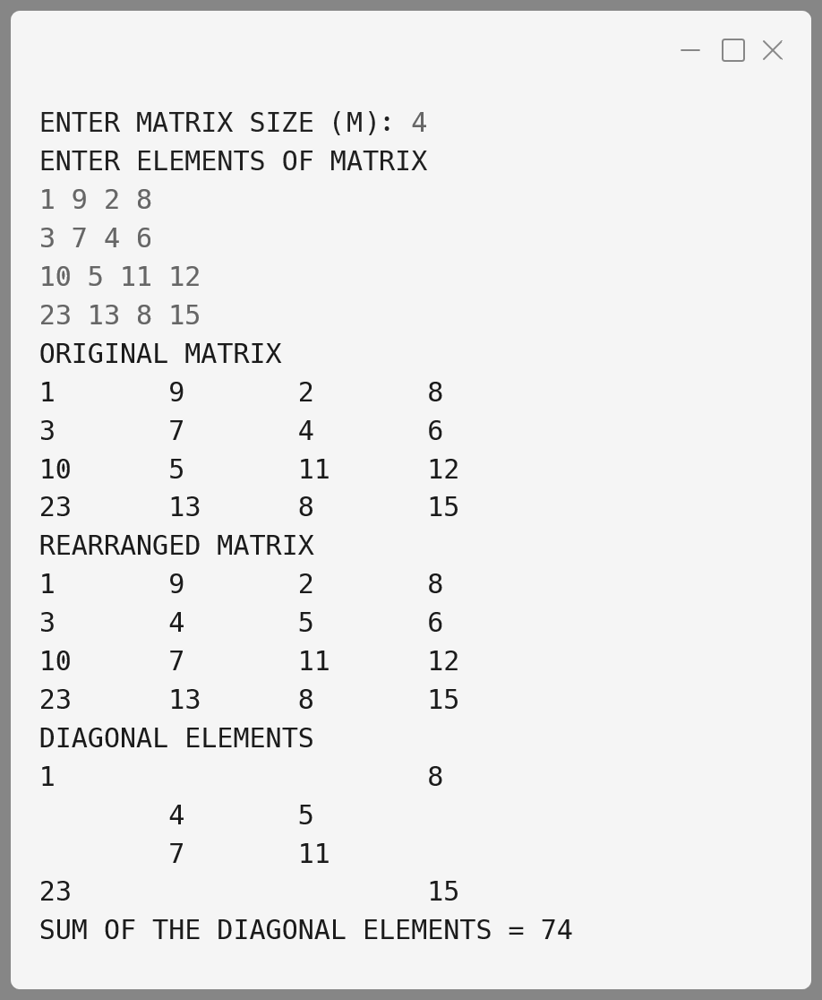 ENTER MATRIX SIZE (M): 4
ENTER ELEMENTS OF MATRIX
1 9 2 8
3 7 4 6
10 5 11 12
23 13 8 15
ORIGINAL MATRIX
1 9 2 8
3 7 4 6
10 5 11 12
23 13 8 15
REARRANGED MATRIX
1 9 2 8
3 4 5 6
10 7 11 12
23 13 8 15
DIAGONAL ELEMENTS
1 8
4 5
7 11
23 15
SUM OF THE DIAGONAL ELEMENTS = 74